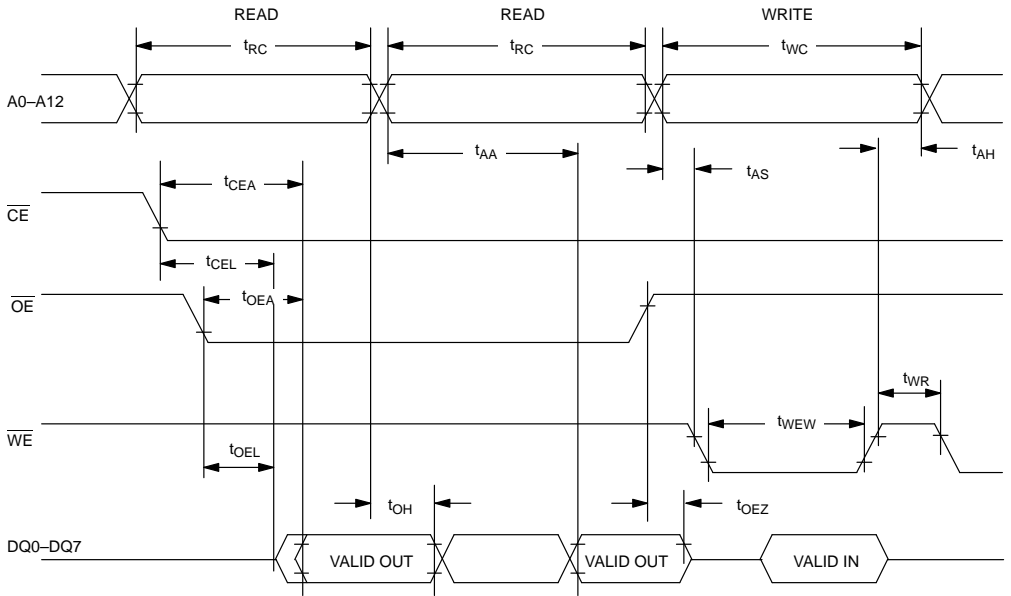 READ READ WRITE
tRC tRC tWC
A0–A12
tAA tAS tAH
tCEA
CE
tCEL
OE tOEA
tWR
WE tWEW
tOEL
tOH tOEZ
DQ0–DQ7 VALID OUT VALID OUT VALID IN